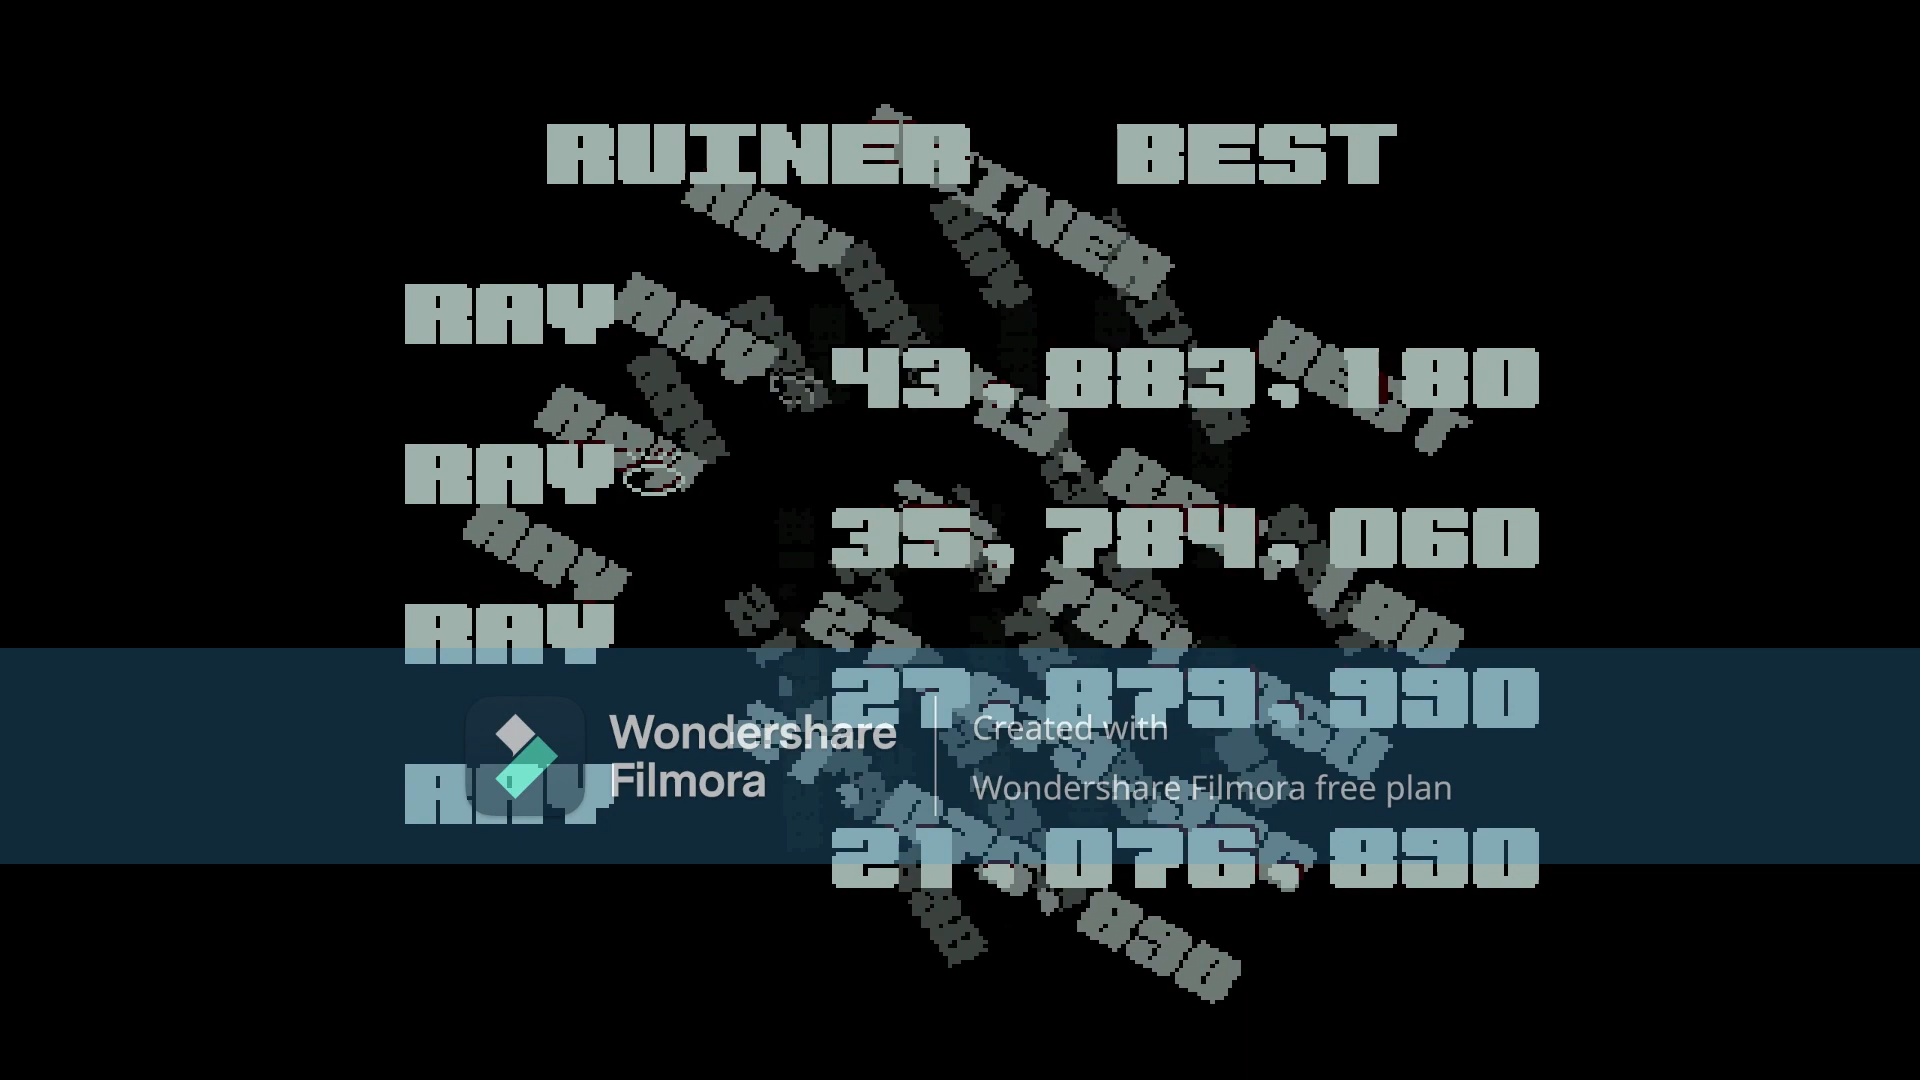 RUINER BEST
RAY
43,883,180
RAY
35,784,060
RAY
27,879,990
Wondershare
Filmora
Created with
Wondershare Filmora free plan
RAY
21,076,890